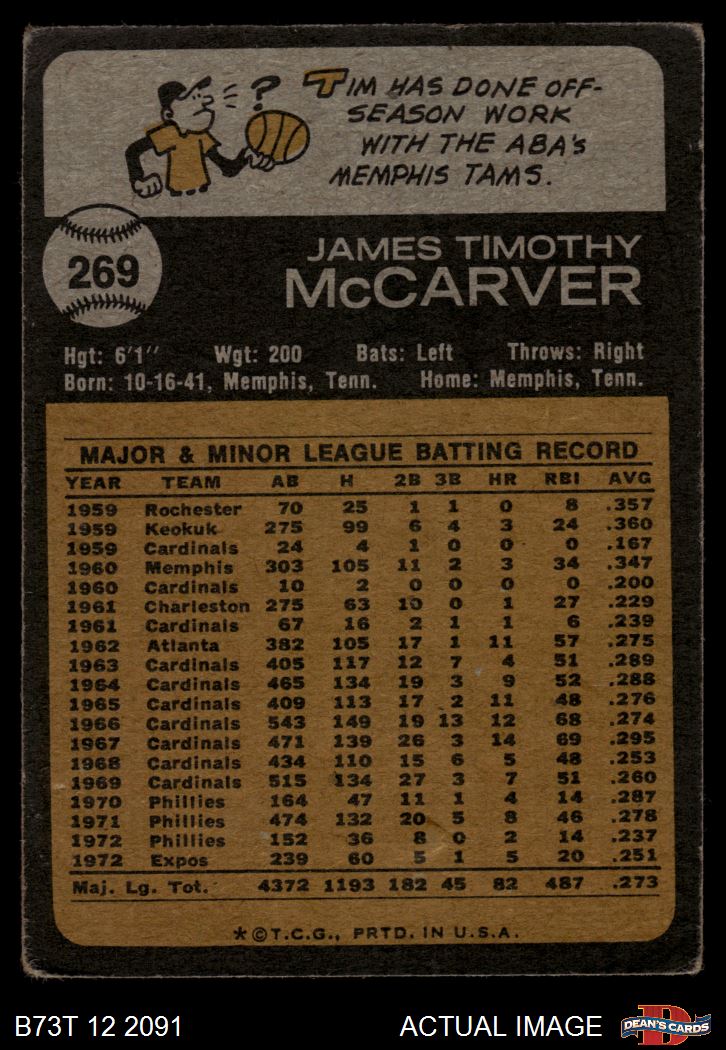 ? TIM HAS DONE OFF-
SEASON WORK
WITH THE ABA'S
MEMPHIS TAMS.
269
JAMES TIMOTHY
McCARVER
Hgt: 6'1" Wgt: 200 Bats: Left Throws: Right
Born: 10-16-41, Memphis, Tenn. Home: Memphis, Tenn.
MAJOR & MINOR LEAGUE BATTING RECORD
YEAR TEAM AB H 2B 3B HR RBI AVG
1959 Rochester 70 25 1 1 0 8 .357
1959 Keokuk 275 99 6 4 3 24 .360
1959 Cardinals 24 4 1 0 0 0 .167
1960 Memphis 303 105 11 2 3 34 .347
1960 Cardinals 10 2 0 0 0 0 .200
1961 Charleston 275 63 10 0 1 27 .229
1961 Cardinals 67 16 2 1 1 6 .239
1962 Atlanta 382 105 17 1 11 57 .275
1963 Cardinals 405 117 12 7 4 51 .289
1964 Cardinals 465 134 19 3 9 52 .288
1965 Cardinals 409 113 17 2 11 48 .276
1966 Cardinals 543 149 19 13 12 68 .274
1967 Cardinals 471 139 26 3 14 69 .295
1968 Cardinals 434 110 15 6 5 48 .253
1969 Cardinals 515 134 27 3 7 51 .260
1970 Phillies 164 47 11 1 4 14 .287
1971 Phillies 474 132 20 5 8 46 .278
1972 Phillies 152 36 8 0 2 14 .237
1972 Expos 239 60 5 1 5 20 .251
Maj. Lg. Tot. 4372 1193 182 45 82 487 .273
*©T.C.G., PRTD. IN U.S.A.
B73T 12 2091 ACTUAL IMAGE D DEAN'S CARDS